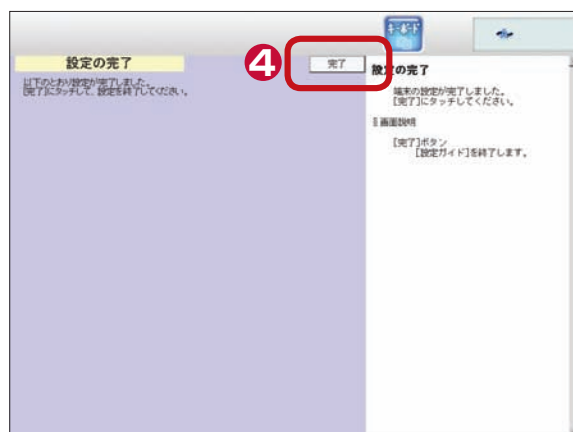 キーボード
設定の完了
以下のとおり設定が完了しました。
[完了]にタッチして、設定を終了してください。
4
完了
設定の完了
端末の設定が完了しました。
[完了]にタッチしてください。
画面説明
[完了]ボタン
[設定ガイド]を終了します。